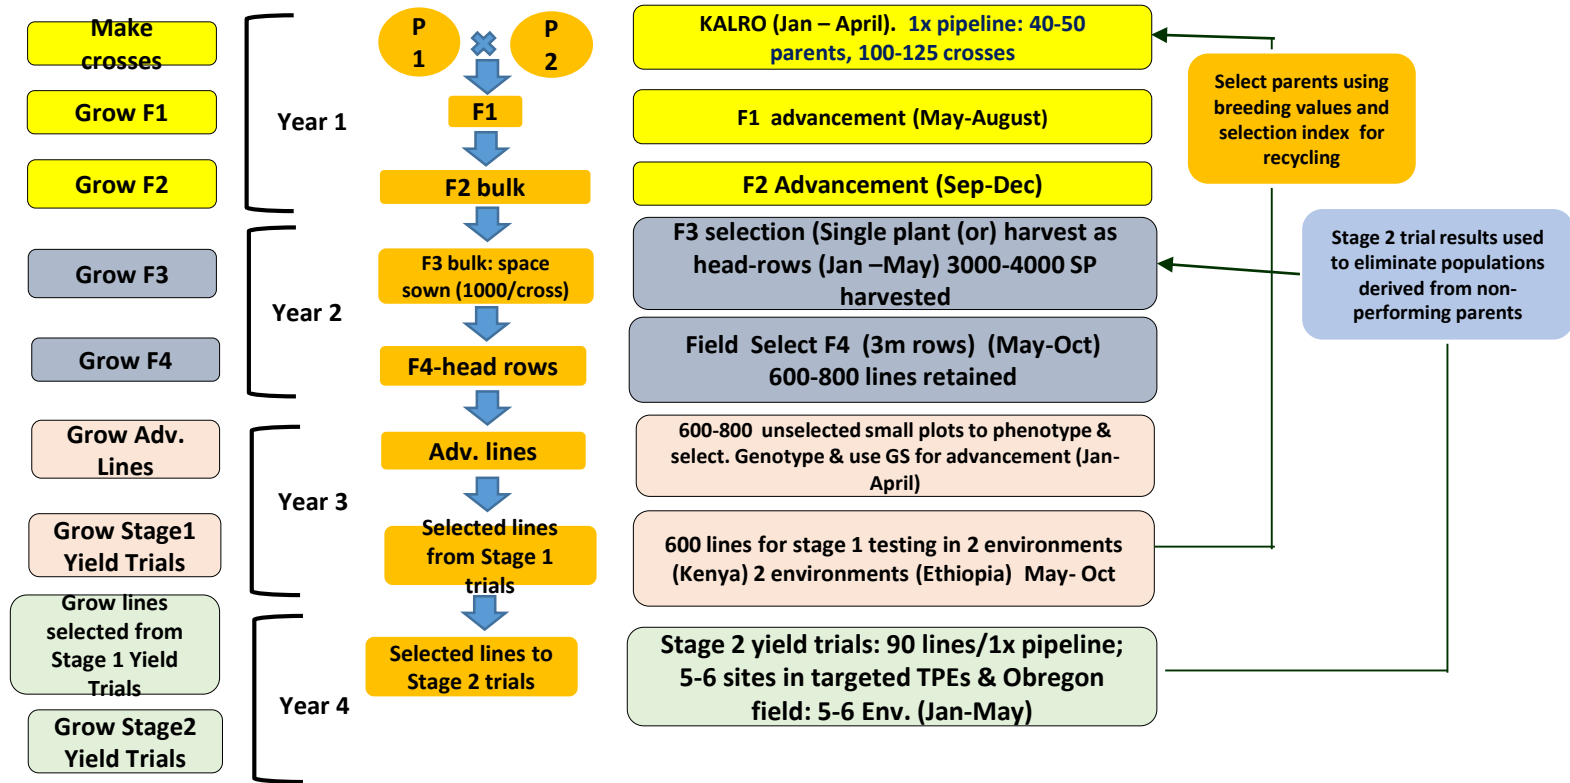 Make
crosses
Grow F1
Grow F2
Grow F3
Grow F4
Grow Adv.
Lines
Grow Stage1
Yield Trials
Grow lines
selected from
Stage 1 Yield
Trials
Grow Stage2
Yield Trials
Year 1
Year 2
Year 3
Year 4
P
1
P
2
F1
F2 bulk
F3 bulk: space
sown (1000/cross)
F4-head rows
Adv. lines
Selected lines
from Stage 1
trials
Selected lines to
Stage 2 trials
KALRO (Jan – April). 1x pipeline: 40-50
parents, 100-125 crosses
F1 advancement (May-August)
F2 Advancement (Sep-Dec)
F3 selection (Single plant (or) harvest as
head-rows (Jan –May) 3000-4000 SP
harvested
Field Select F4 (3m rows) (May-Oct)
600-800 lines retained
600-800 unselected small plots to phenotype &
select. Genotype & use GS for advancement (Jan-
April)
600 lines for stage 1 testing in 2 environments
(Kenya) 2 environments (Ethiopia) May- Oct
Stage 2 yield trials: 90 lines/1x pipeline;
5-6 sites in targeted TPEs & Obregon
field: 5-6 Env. (Jan-May)
Select parents using
breeding values and
selection index for
recycling
Stage 2 trial results used
to eliminate populations
derived from non-
performing parents